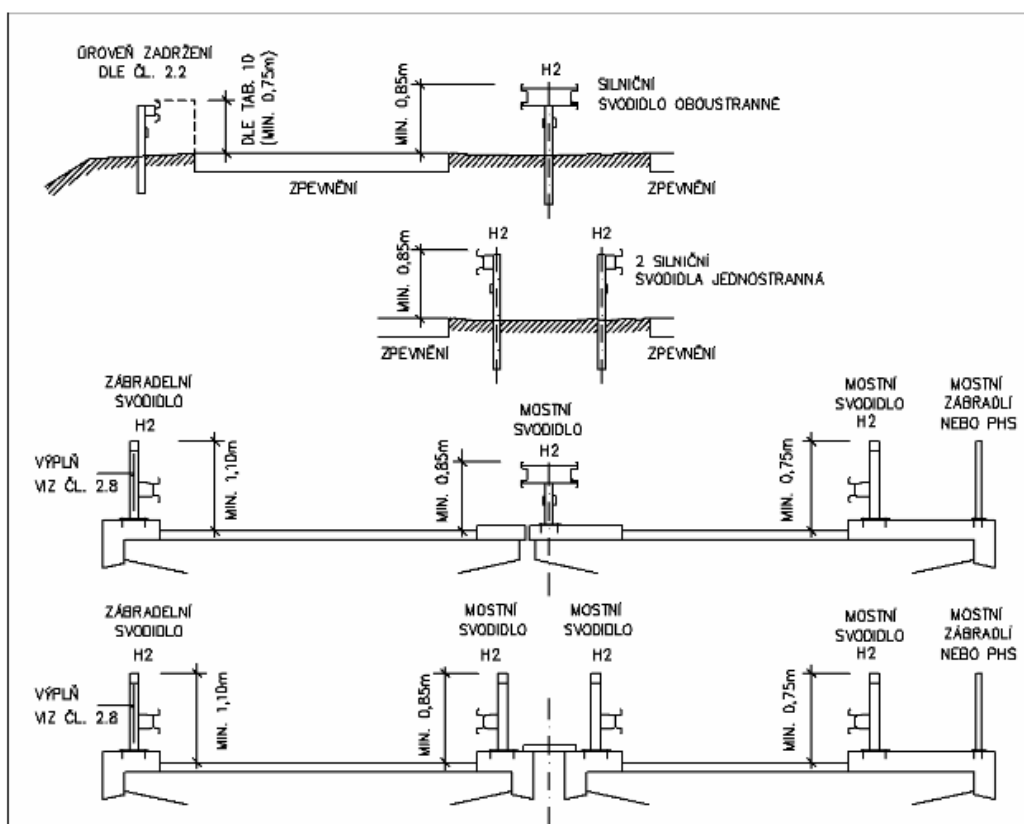 ÚROVEŇ ZADRŽENÍ
DLE ČL. 2.2
DLE TAB. 10
(MIN. 0,75m)
MIN. 0,85m
H2
SILNIČNÍ
SVODIDLO OBOUSTRANNÉ
ZPEVNĚNÍ
ZPEVNĚNÍ
MIN. 0,85m
H2
H2
2 SILNIČNÍ
SVODIDLA JEDNOSTRANNÁ
ZPEVNĚNÍ
ZPEVNĚNÍ
ZÁBRADELNÍ
SVODIDLO
H2
VÝPLŇ
VIZ ČL. 2.8
MIN. 1,10m
MIN. 0,85m
MOSTNÍ
SVODIDLO
H2
MIN. 0,75m
MOSTNÍ
SVODIDLO
H2
MOSTNÍ
ZÁBRADLÍ
NEBO PHS
ZÁBRADELNÍ
SVODIDLO
H2
VÝPLŇ
VIZ ČL. 2.8
MIN. 1,10m
MIN. 0,85m
MOSTNÍ
SVODIDLO
H2
MOSTNÍ
SVODIDLO
H2
MIN. 0,75m
MOSTNÍ
SVODIDLO
H2
MOSTNÍ
ZÁBRADLÍ
NEBO PHS